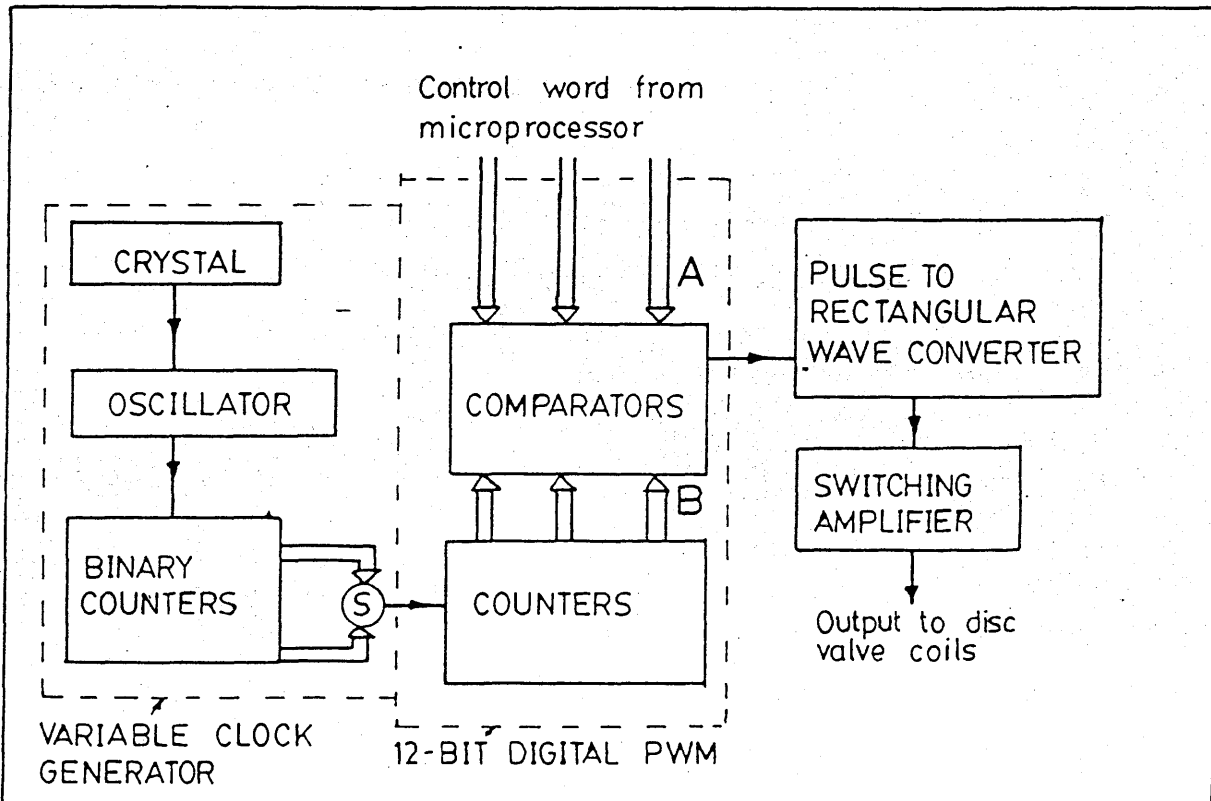 Control word from
microprocessor
CRYSTAL
OSCILLATOR
BINARY
COUNTERS
S
VARIABLE CLOCK
GENERATOR
A
COMPARATORS
B
COUNTERS
12-BIT DIGITAL PWM
PULSE TO
RECTANGULAR
WAVE CONVERTER
SWITCHING
AMPLIFIER
Output to disc
valve coils